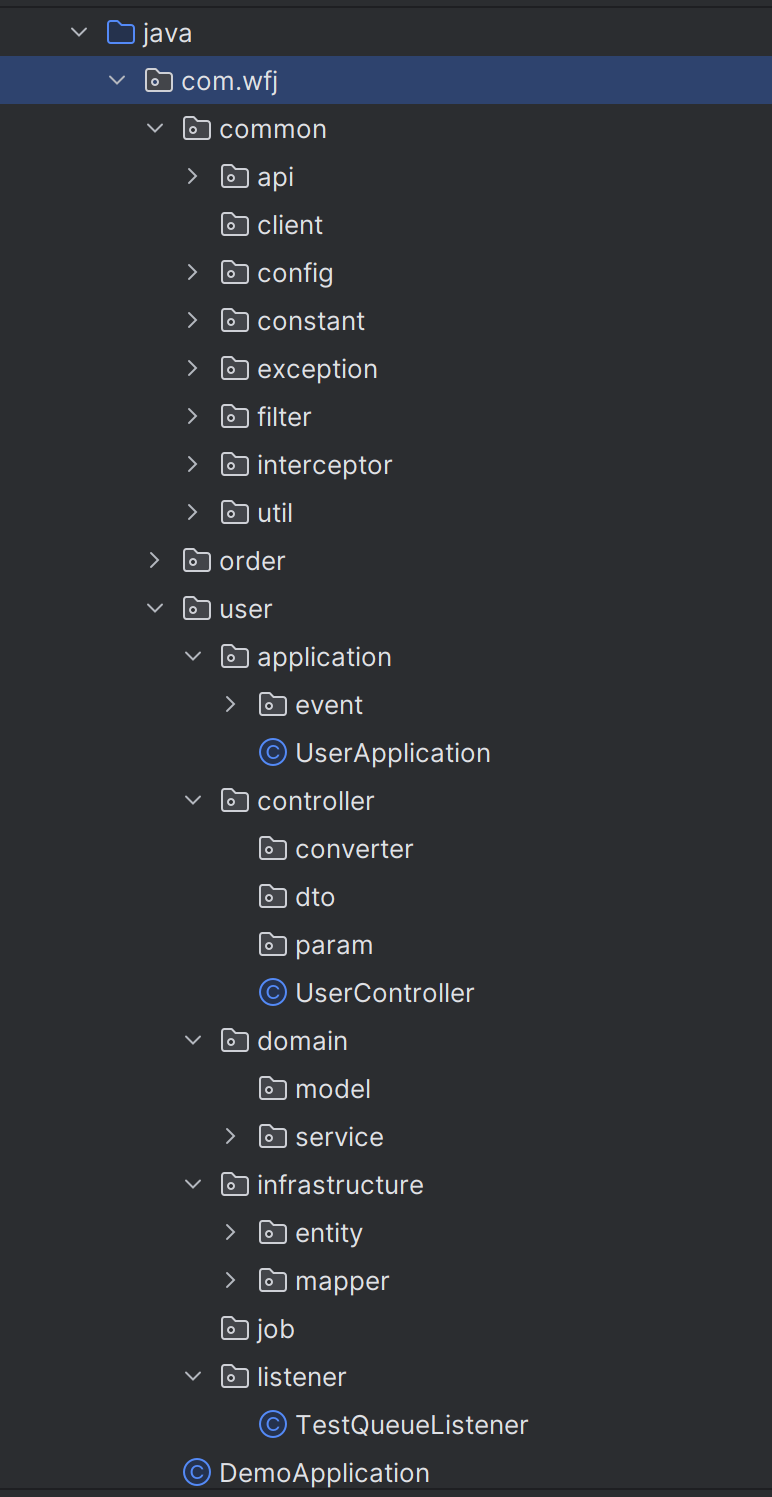 java
com.wfj
common
api
client
config
constant
exception
filter
interceptor
util
order
user
application
event
UserApplication
controller
converter
dto
param
UserController
domain
model
service
infrastructure
entity
mapper
job
listener
TestQueueListener
DemoApplication